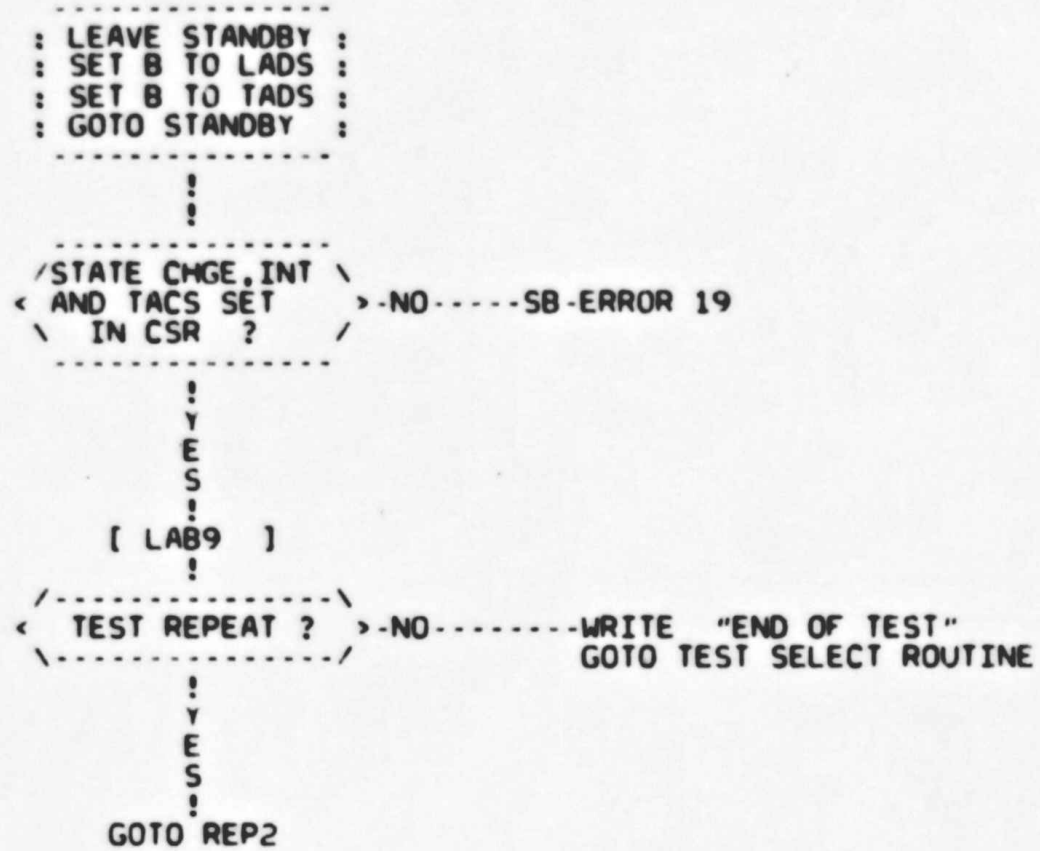 : LEAVE STANDBY :
: SET B TO LADS :
: SET B TO TADS :
: GOTO STANDBY :
/STATE CHGE,INT \
< AND TACS SET >-NO-----SB-ERROR 19
\ IN CSR ? /
!
Y
E
S
!
[ LAB9 ]
!
< TEST REPEAT ? >-NO--------WRITE "END OF TEST"
GOTO TEST SELECT ROUTINE
!
Y
E
S
!
GOTO REP2